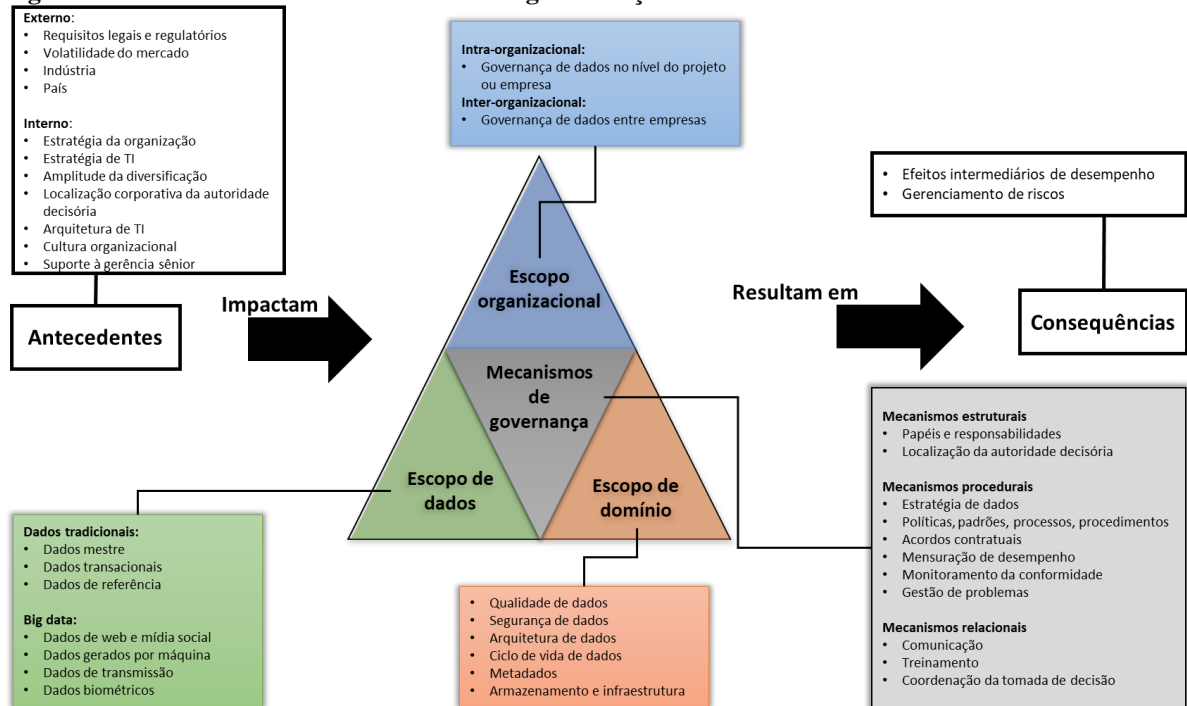 Externo:
• Requisitos legais e regulatórios
• Volatilidade do mercado
• Indústria
• País
Interno:
• Estratégia da organização
• Estratégia de TI
• Amplitude da diversificação
• Localização corporativa da autoridade
decisória
• Arquitetura de TI
• Cultura organizacional
• Suporte à gerência sênior
Antecedentes
Impactam
Intra-organizacional:
• Governança de dados no nível do projeto
ou empresa
Inter-organizacional:
• Governança de dados entre empresas
Escopo
organizacional
Mecanismos
de
governança
Escopo de
dados
Escopo de
domínio
Resultam em
• Efeitos intermediários de desempenho
• Gerenciamento de riscos
Consequências
Dados tradicionais:
• Dados mestre
• Dados transacionais
• Dados de referência
Big data:
• Dados de web e mídia social
• Dados gerados por máquina
• Dados de transmissão
• Dados biométricos
• Qualidade de dados
• Segurança de dados
• Arquitetura de dados
• Ciclo de vida de dados
• Metadados
• Armazenamento e infraestrutura
Mecanismos estruturais
• Papéis e responsabilidades
• Localização da autoridade decisória
Mecanismos procedurais
• Estratégia de dados
• Políticas, padrões, processos, procedimentos
• Acordos contratuais
• Mensuração de desempenho
• Monitoramento da conformidade
• Gestão de problemas
Mecanismos relacionais
• Comunicação
• Treinamento
• Coordenação da tomada de decisão